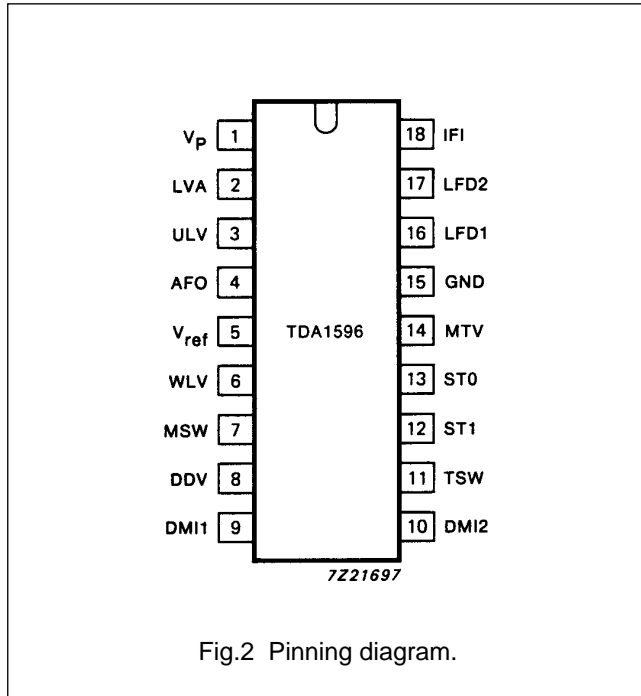 V_P 1 18 IFI
LVA 2 17 LFD2
ULV 3 16 LFD1
AFO 4 15 GND
V_ref 5 TDA1596 14 MTV
WLV 6 13 ST0
MSW 7 12 ST1
DDV 8 11 TSW
DMI1 9 10 DMI2
7Z21697
Fig.2 Pinning diagram.